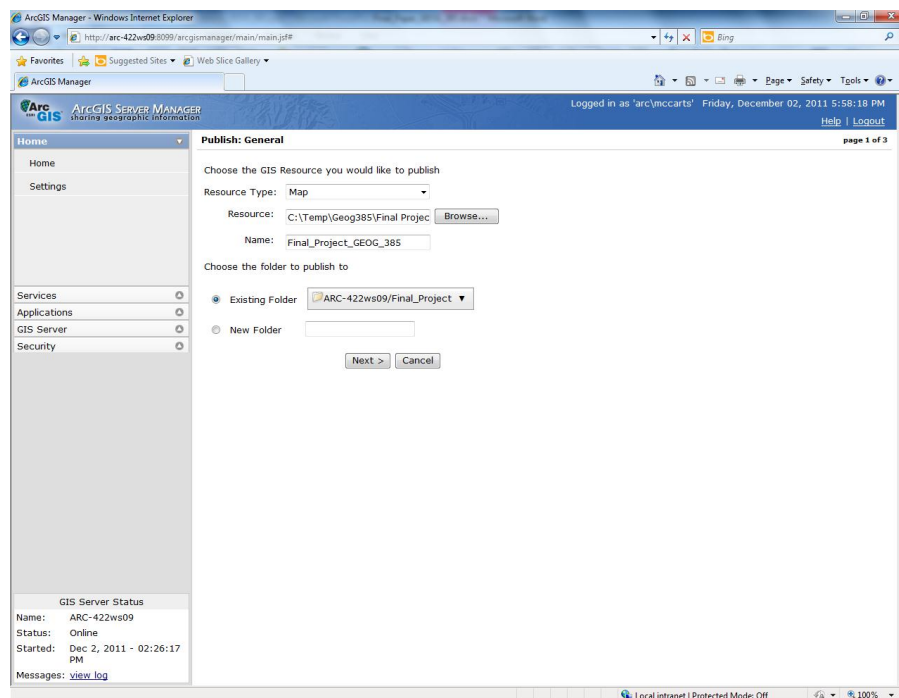 ArcGIS Manager - Windows Internet Explorer
http://arc-422ws09:8099/arcgismanager/main/main.jsf#
Bing
Favorites
Suggested Sites
Web Slice Gallery
ArcGIS Manager
Page
Safety
Tools
Arc GIS
ArcGIS Server Manager
sharing geographic information
Logged in as 'arc\mccarts' Friday, December 02, 2011 5:58:18 PM
Help | Logout
Home
Publish: General
page 1 of 3
Home
Settings
Choose the GIS Resource you would like to publish
Resource Type: Map
Resource: C:\Temp\Geog385\Final Projec Browse...
Name: Final_Project_GEOG_385
Choose the folder to publish to
Existing Folder ARC-422ws09/Final_Project
New Folder
Next > Cancel
Services
Applications
GIS Server
Security
GIS Server Status
Name: ARC-422ws09
Status: Online
Started: Dec 2, 2011 - 02:26:17
PM
Messages: view log
Local intranet | Protected Mode: Off
100%